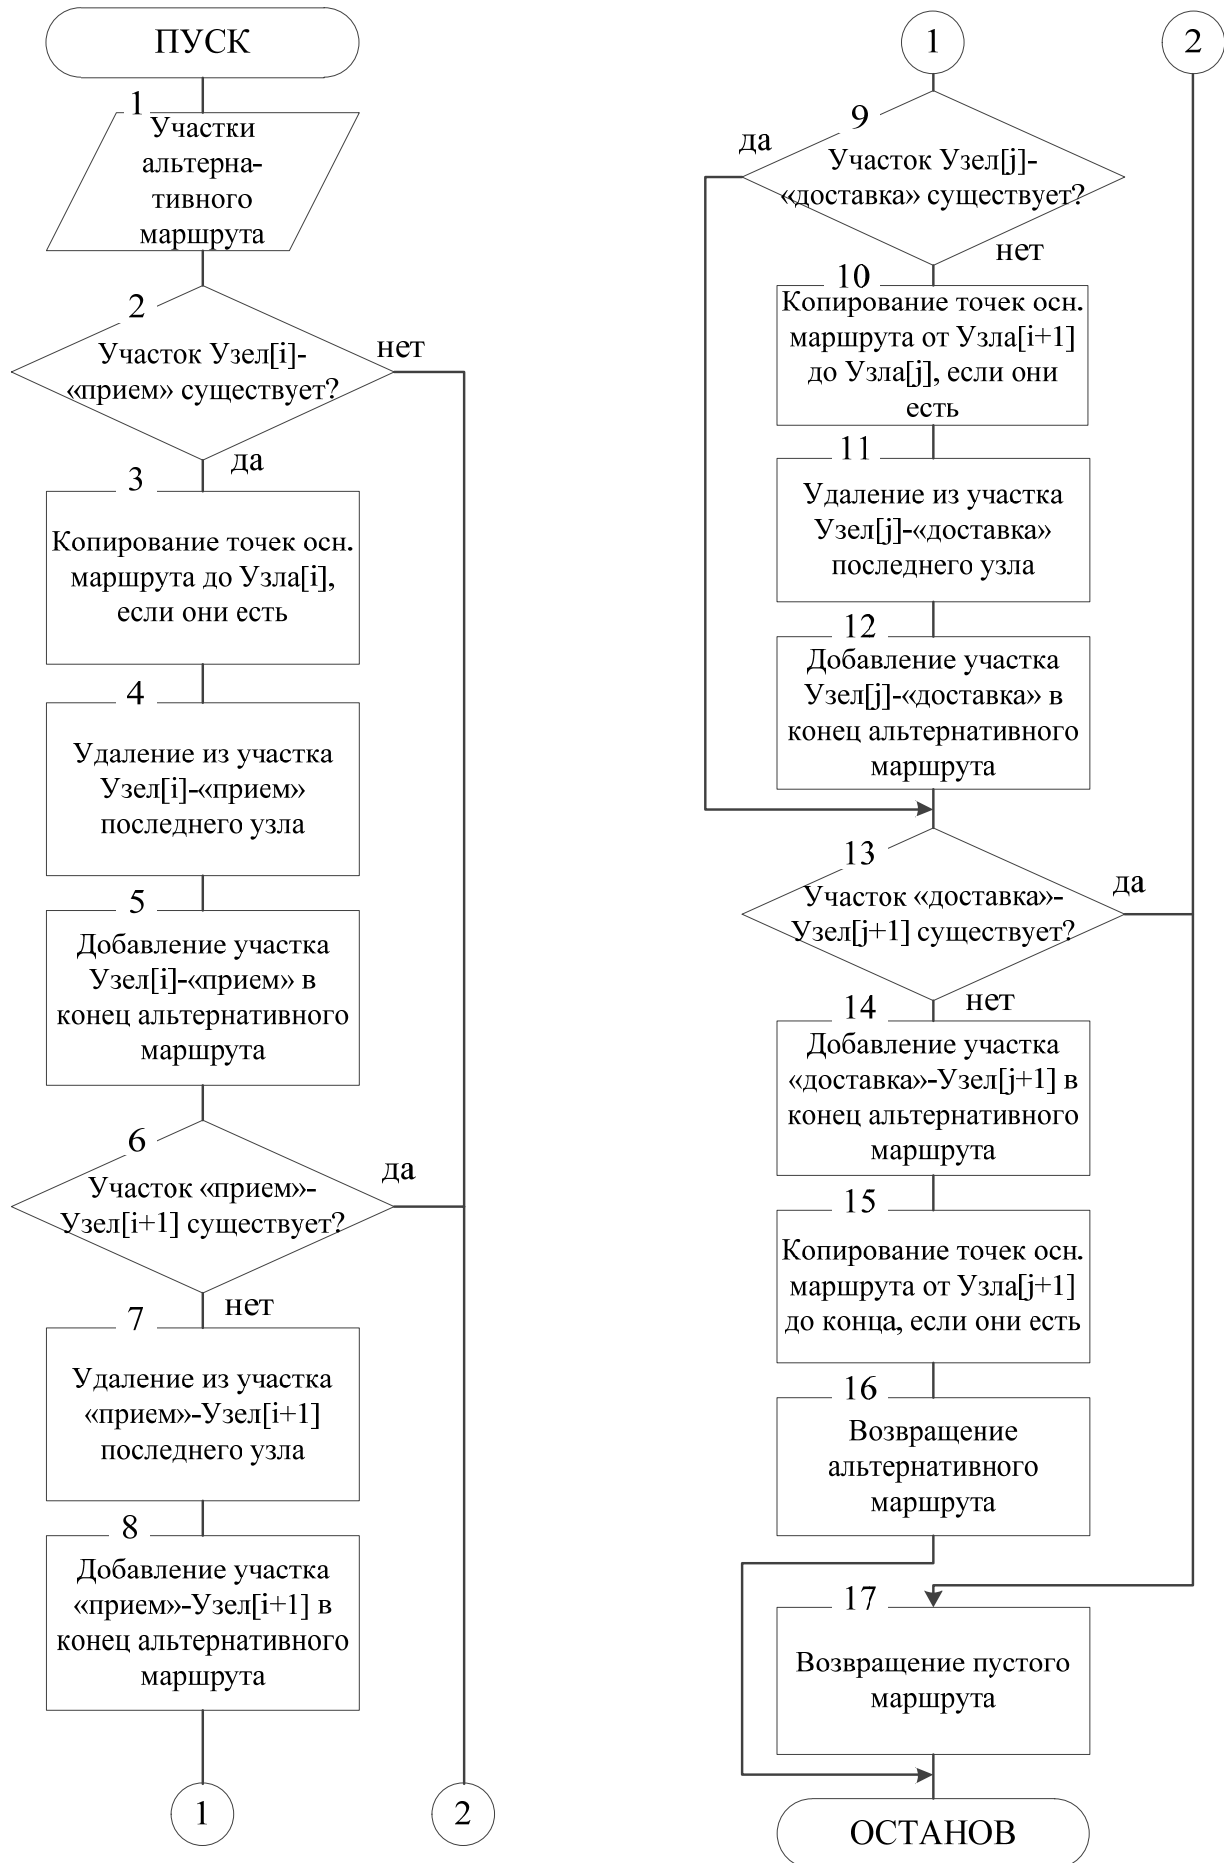 ПУСК
1
Участки
альтерна-
тивного
маршрута
2
Участок Узел[i]-
«прием» существует?
нет
да
3
Копирование точек осн.
маршрута до Узла[i],
если они есть
4
Удаление из участка
Узел[i]-«прием»
последнего узла
5
Добавление участка
Узел[i]-«прием» в
конец альтернативного
маршрута
6
Участок «прием»-
Узел[i+1] существует?
да
нет
7
Удаление из участка
«прием»-Узел[i+1]
последнего узла
8
Добавление участка
«прием»-Узел[i+1] в
конец альтернативного
маршрута
1
2
1
2
9
да
Участок Узел[j]-
«доставка» существует?
нет
10
Копирование точек осн.
маршрута от Узла[i+1]
до Узла[j], если они
есть
11
Удаление из участка
Узел[j]-«доставка»
последнего узла
12
Добавление участка
Узел[j]-«доставка» в
конец альтернативного
маршрута
13
Участок «доставка»-
Узел[j+1] существует?
да
нет
14
Добавление участка
«доставка»-Узел[j+1] в
конец альтернативного
маршрута
15
Копирование точек осн.
маршрута от Узла[j+1]
до конца, если они есть
16
Возвращение
альтернативного
маршрута
17
Возвращение пустого
маршрута
ОСТАНОВ